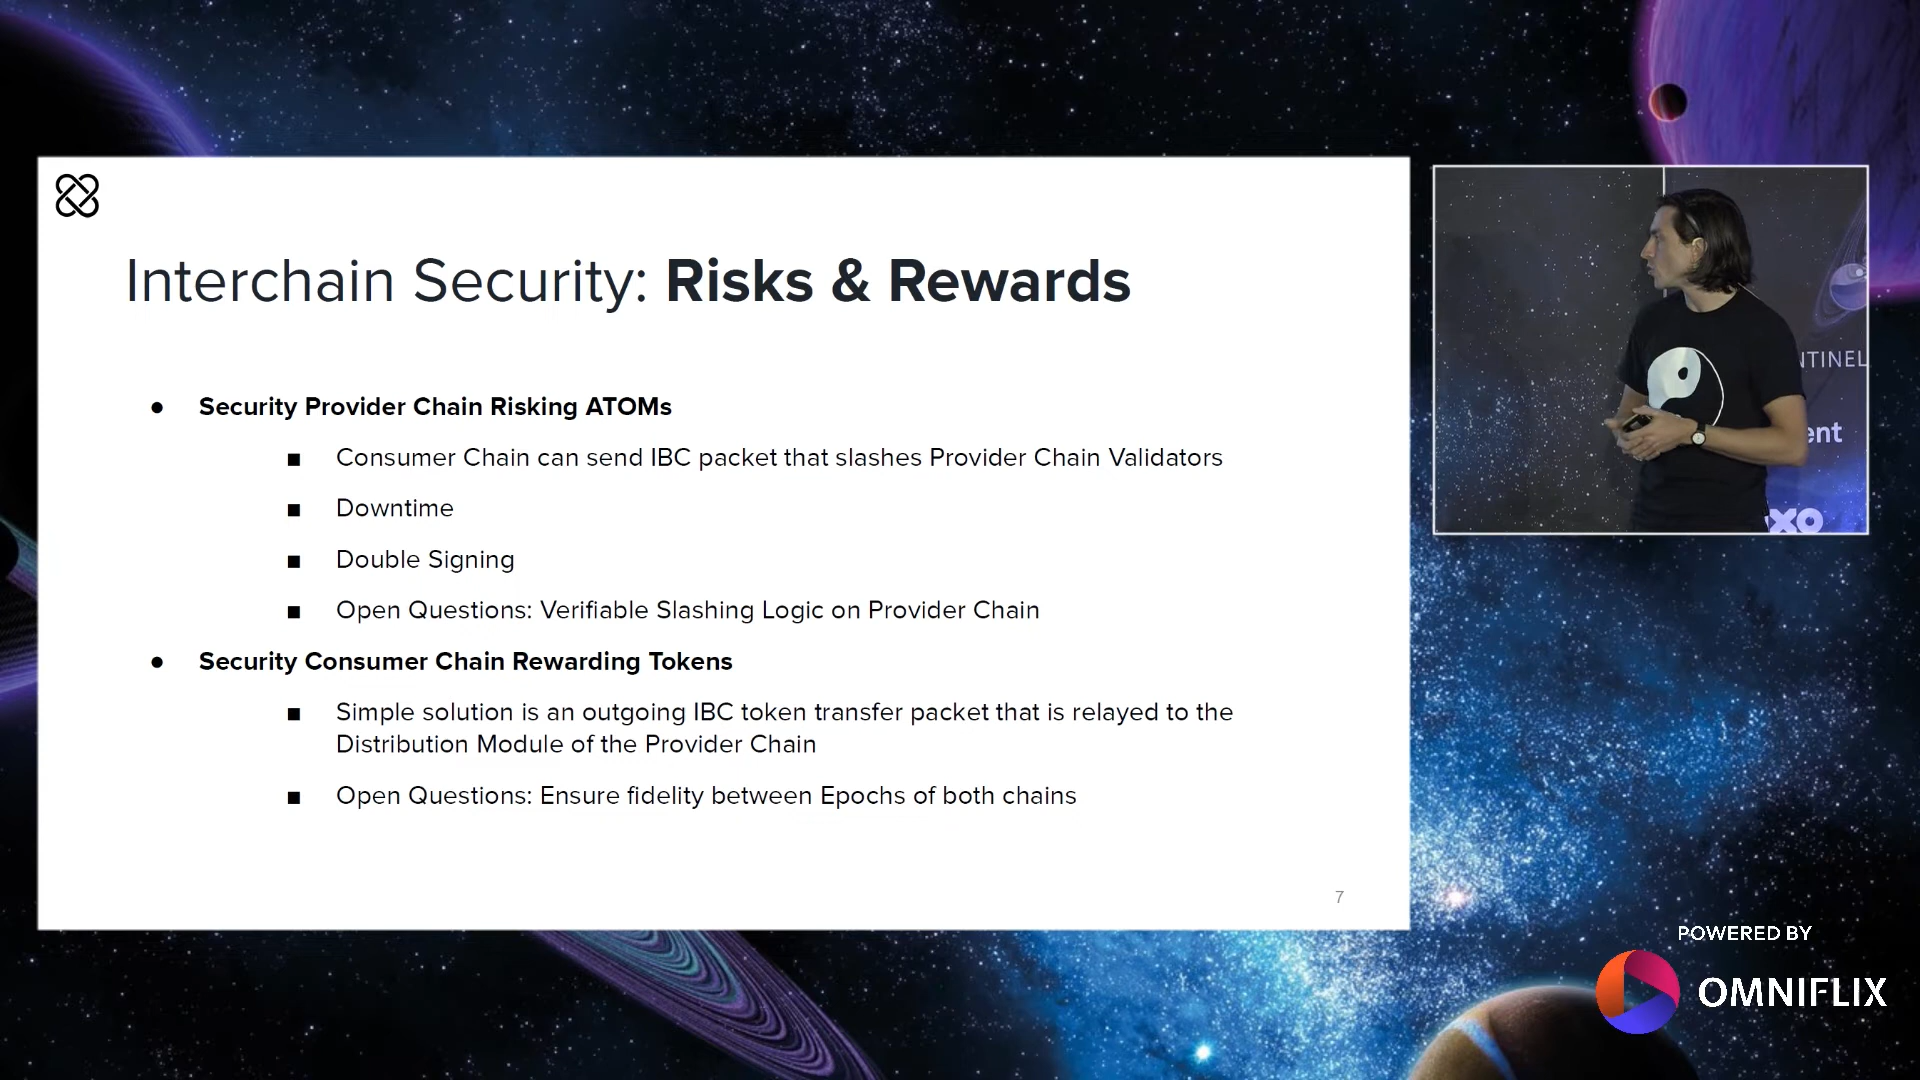 Interchain Security: Risks & Rewards
● Security Provider Chain Risking ATOMs
■ Consumer Chain can send IBC packet that slashes Provider Chain Validators
■ Downtime
■ Double Signing
■ Open Questions: Verifiable Slashing Logic on Provider Chain
● Security Consumer Chain Rewarding Tokens
■ Simple solution is an outgoing IBC token transfer packet that is relayed to the
Distribution Module of the Provider Chain
■ Open Questions: Ensure fidelity between Epochs of both chains
7
NTINEL
ent
XO
POWERED BY
OMNIFLIX